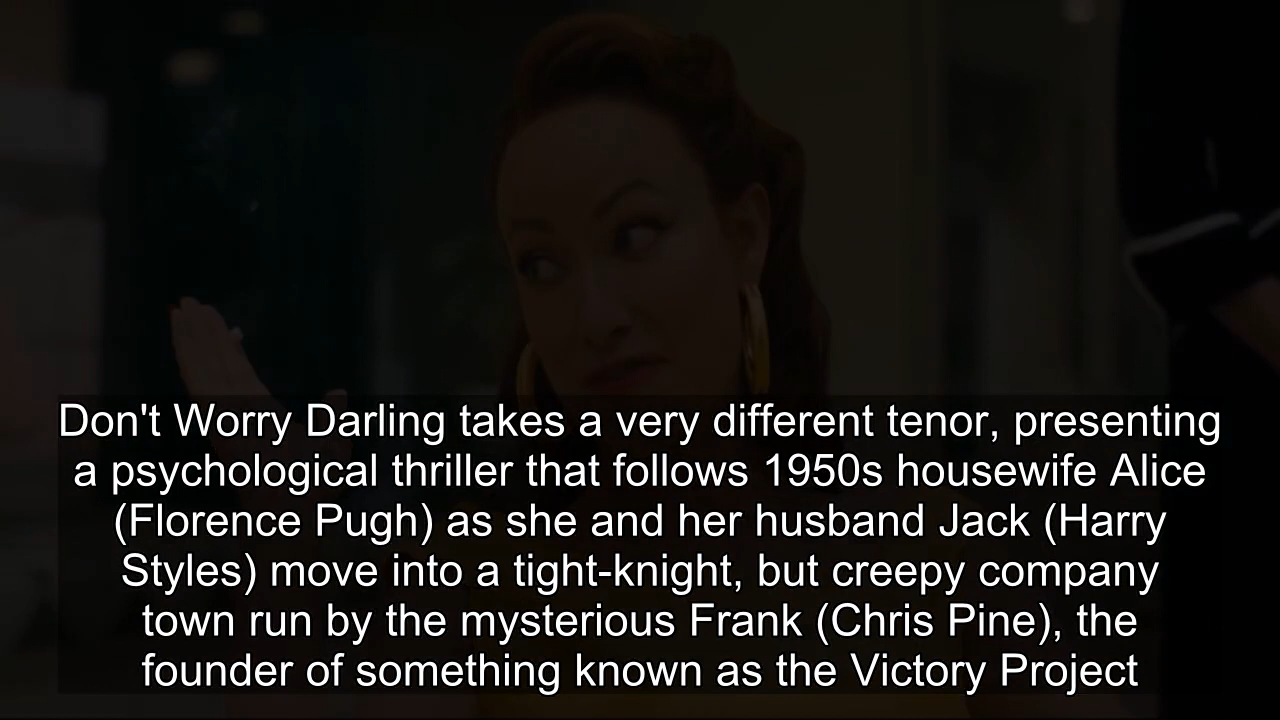 Don't Worry Darling takes a very different tenor, presenting
a psychological thriller that follows 1950s housewife Alice
(Florence Pugh) as she and her husband Jack (Harry
Styles) move into a tight-knight, but creepy company
town run by the mysterious Frank (Chris Pine), the
founder of something known as the Victory Project